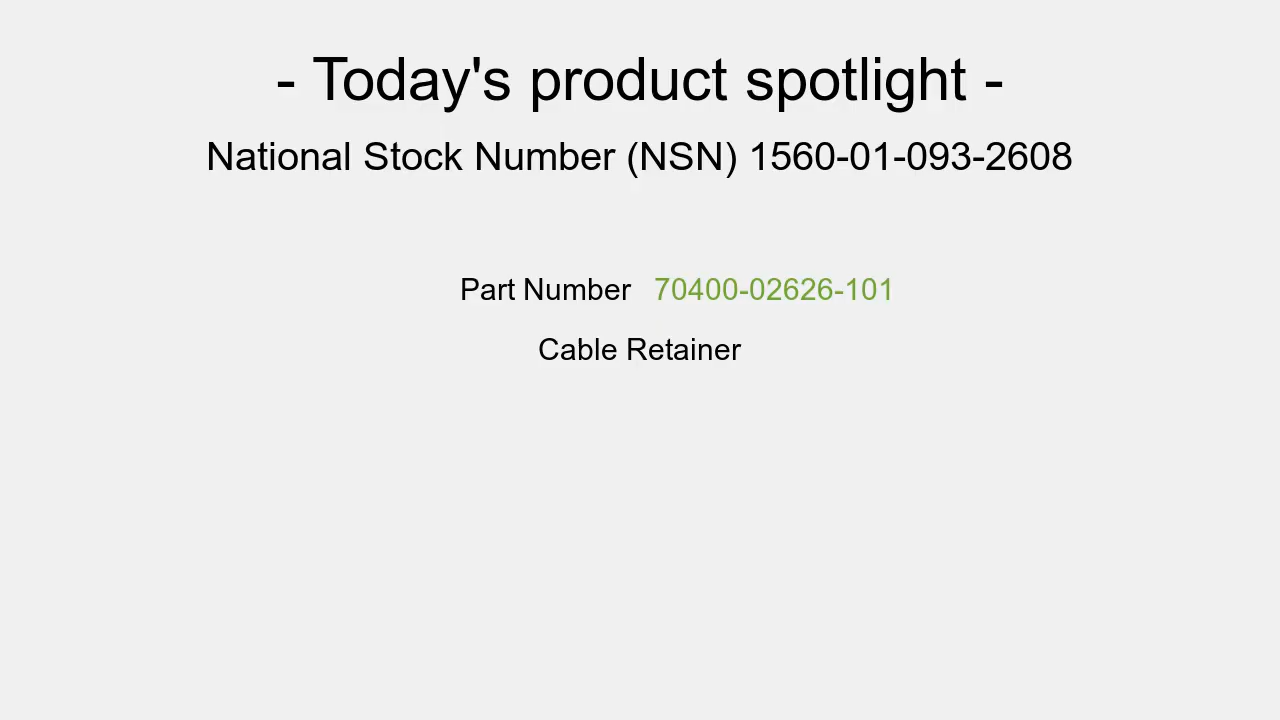 - Today's product spotlight -
National Stock Number (NSN) 1560-01-093-2608
Part Number 70400-02626-101
Cable Retainer